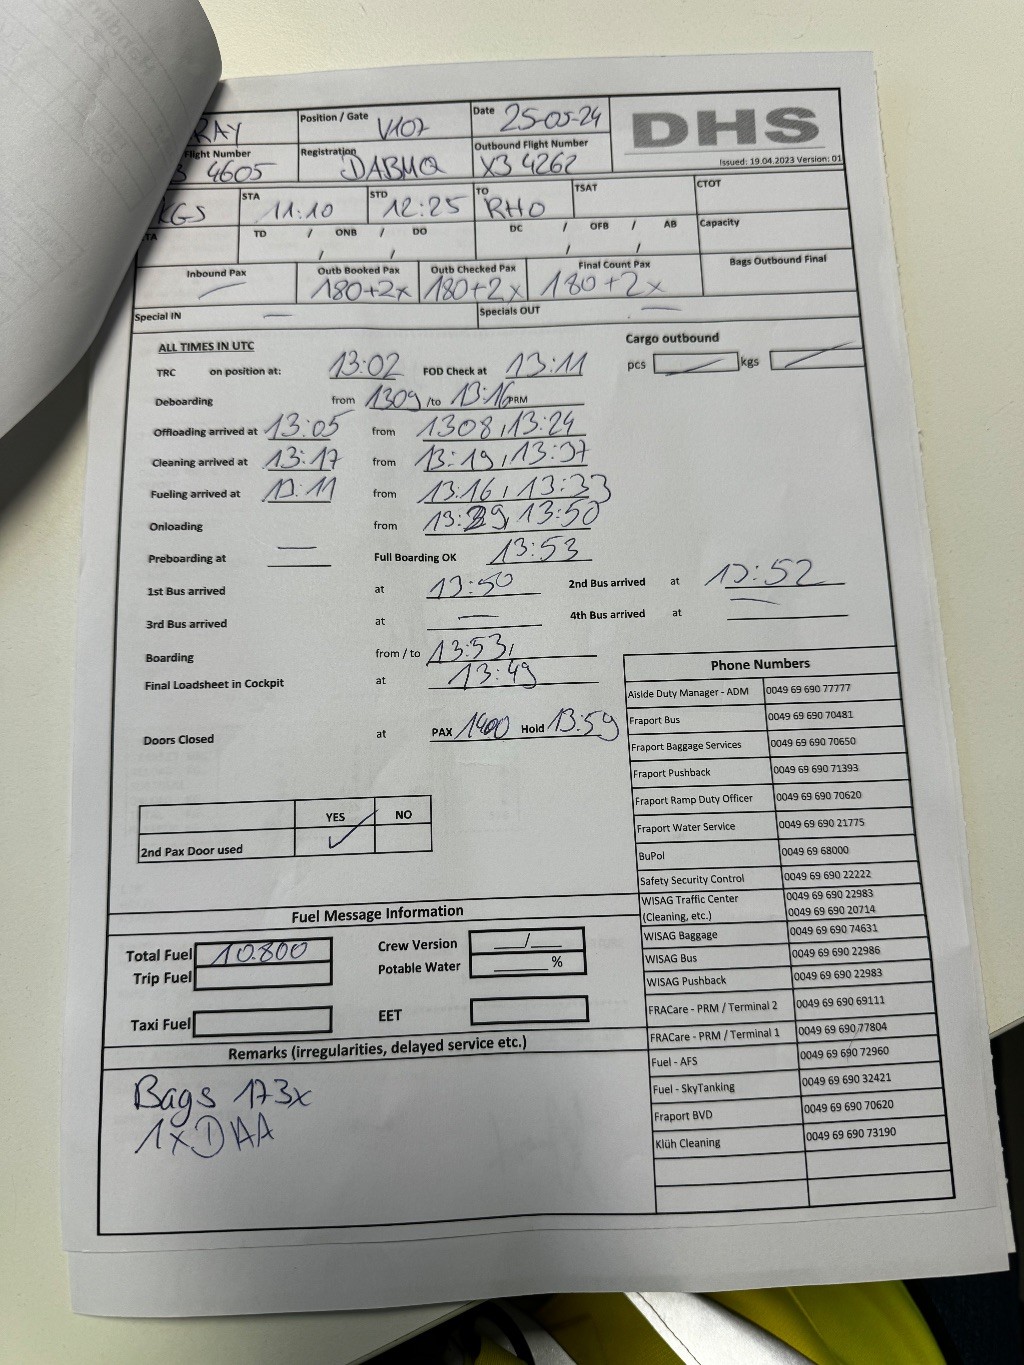 RAY Position / Gate V107 Date 25-05-24 DHS
Flight Number 4605 Registration DABMQ Outbound Flight Number X3 4262 Issued: 19.04.2023 Version: 01
KGS STA 11:10 STD 12:25 TO RHO TSAT CTOT
TA TD / ONB / DO DC / OFB / AB Capacity
/ / / /
Inbound Pax — Outb Booked Pax 180+2x Outb Checked Pax 180+2x Final Count Pax 180+2x Bags Outbound Final
Special IN — Specials OUT —
ALL TIMES IN UTC Cargo outbound
TRC on position at: 13:02 FOD Check at 13:11 pcs kgs
Deboarding from 1309 /to 13:16 PRM
Offloading arrived at 13:05 from 1308, 13:24
Cleaning arrived at 13:17 from 13:19, 13:37
Fueling arrived at 13:11 from 13:16, 13:33
Onloading from 13:29, 13:50
Preboarding at — Full Boarding OK 13:53
1st Bus arrived at 13:50 2nd Bus arrived at 13:52
3rd Bus arrived at — 4th Bus arrived at —
Boarding from / to 13:53,
Final Loadsheet in Cockpit at 13:49
Doors Closed at PAX 1400 Hold 13:59
YES NO
2nd Pax Door used ✓
Phone Numbers
Aiside Duty Manager - ADM 0049 69 690 77777
Fraport Bus 0049 69 690 70481
Fraport Baggage Services 0049 69 690 70650
Fraport Pushback 0049 69 690 71393
Fraport Ramp Duty Officer 0049 69 690 70620
Fraport Water Service 0049 69 690 21775
BuPol 0049 69 68000
Safety Security Control 0049 69 690 22222
WISAG Traffic Center 0049 69 690 22983
(Cleaning, etc.) 0049 69 690 20714
WISAG Baggage 0049 69 690 74631
WISAG Bus 0049 69 690 22986
WISAG Pushback 0049 69 690 22983
FRACare - PRM / Terminal 2 0049 69 690 69111
FRACare - PRM / Terminal 1 0049 69 690 77804
Fuel - AFS 0049 69 690 72960
Fuel - SkyTanking 0049 69 690 32421
Fraport BVD 0049 69 690 70620
Klüh Cleaning 0049 69 690 73190
Fuel Message Information
Total Fuel 10.800 Crew Version ___/___
Trip Fuel Potable Water ______ %
Taxi Fuel EET
Remarks (irregularities, delayed service etc.)
Bags 173x
1x DAA